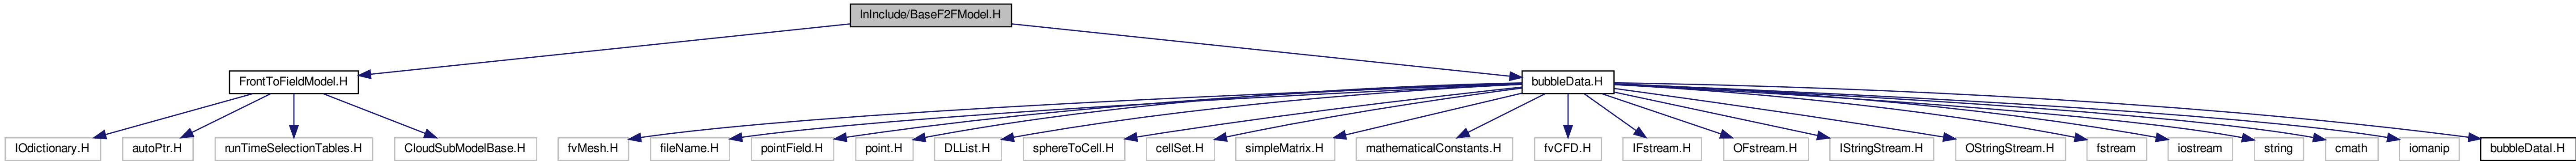 lnInclude/BaseF2FModel.H
FrontToFieldModel.H
bubbleData.H
IOdictionary.H
autoPtr.H
runTimeSelectionTables.H
CloudSubModelBase.H
fvMesh.H
fileName.H
pointField.H
point.H
DLList.H
sphereToCell.H
cellSet.H
simpleMatrix.H
mathematicalConstants.H
fvCFD.H
IFstream.H
OFstream.H
IStringStream.H
OStringStream.H
fstream
iostream
string
cmath
iomanip
bubbleDataI.H